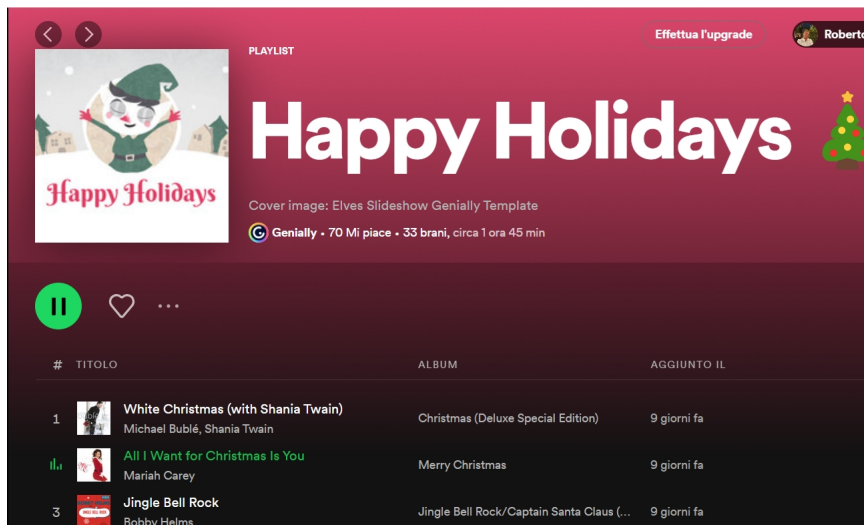 Effettua l'upgrade
Roberto
PLAYLIST
Happy Holidays
Happy Holidays
Cover image: Elves Slideshow Genially Template
Genially • 70 Mi piace • 33 brani, circa 1 ora 45 min
# TITOLO ALBUM AGGIUNTO IL
1 White Christmas (with Shania Twain) Christmas (Deluxe Special Edition) 9 giorni fa
Michael Bublé, Shania Twain
All I Want for Christmas Is You Merry Christmas 9 giorni fa
Mariah Carey
3 Jingle Bell Rock Jingle Bell Rock/Captain Santa Claus (... 9 giorni fa
Bobby Helms